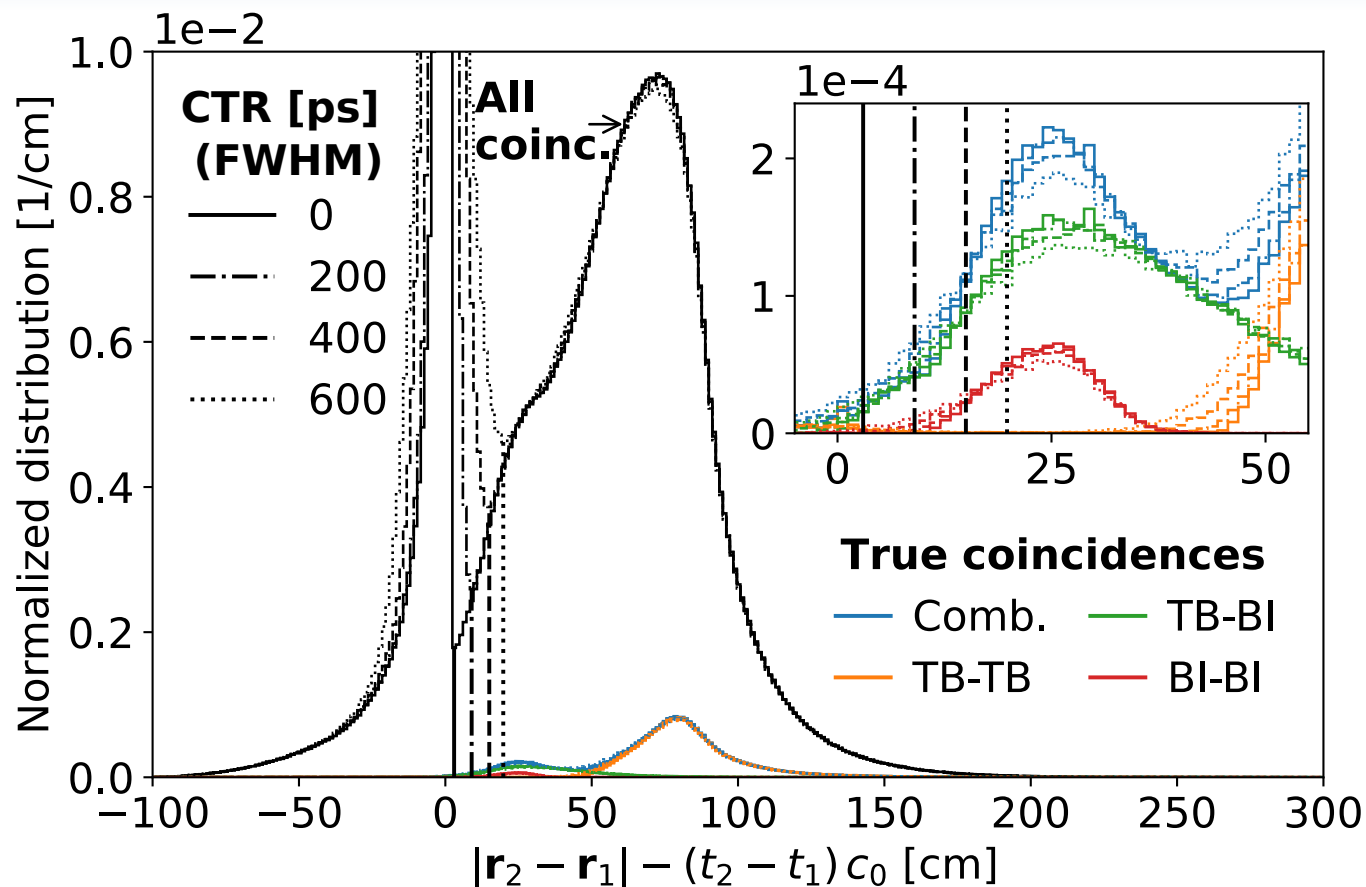 1e−2
Normalized distribution [1/cm]
1.0
0.8
0.6
0.4
0.2
0.0
−100
−50
0
50
100
150
200
250
300
|r₂ − r₁| − (t₂ − t₁) c₀ [cm]
CTR [ps]
(FWHM)
0
200
400
600
All
coinc.
1e−4
2
1
0
0
25
50
True coincidences
Comb.
TB-BI
TB-TB
BI-BI